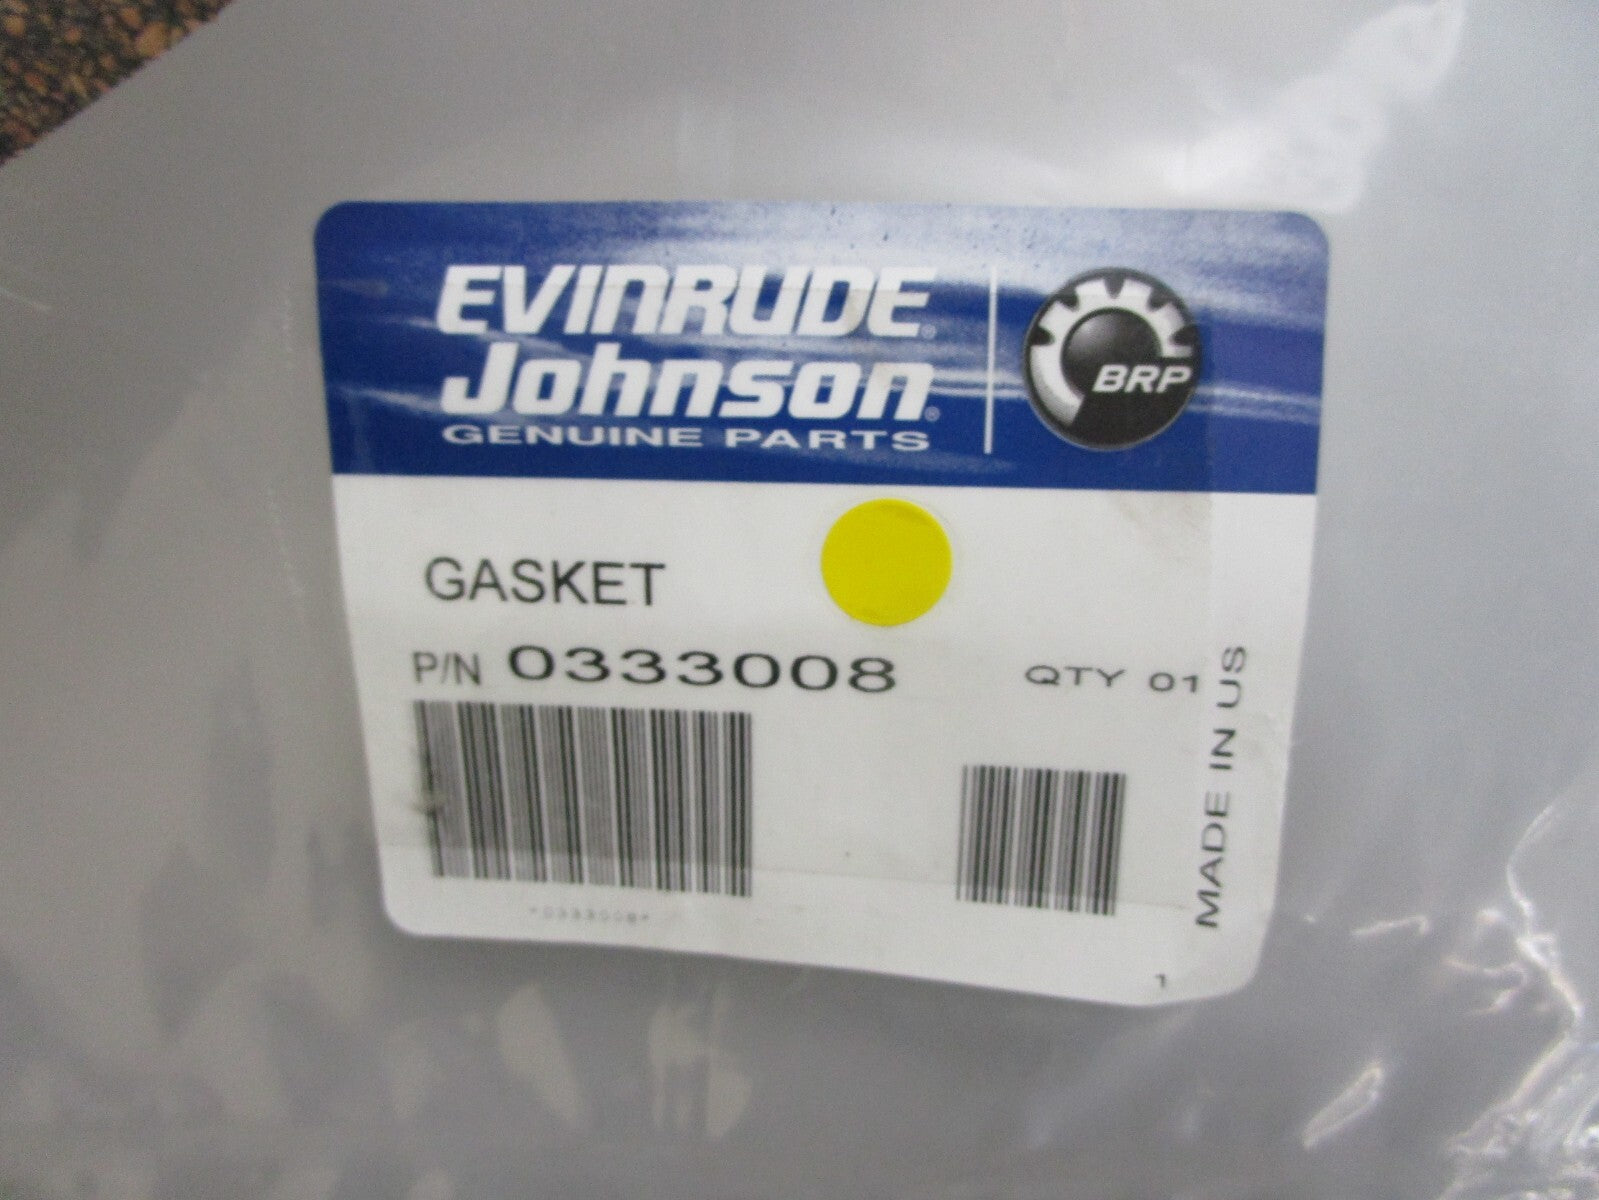 EVINRUDE®
Johnson®
GENUINE PARTS
BRP
GASKET
P/N 0333008
QTY 01
MADE IN US
*0333008*
1